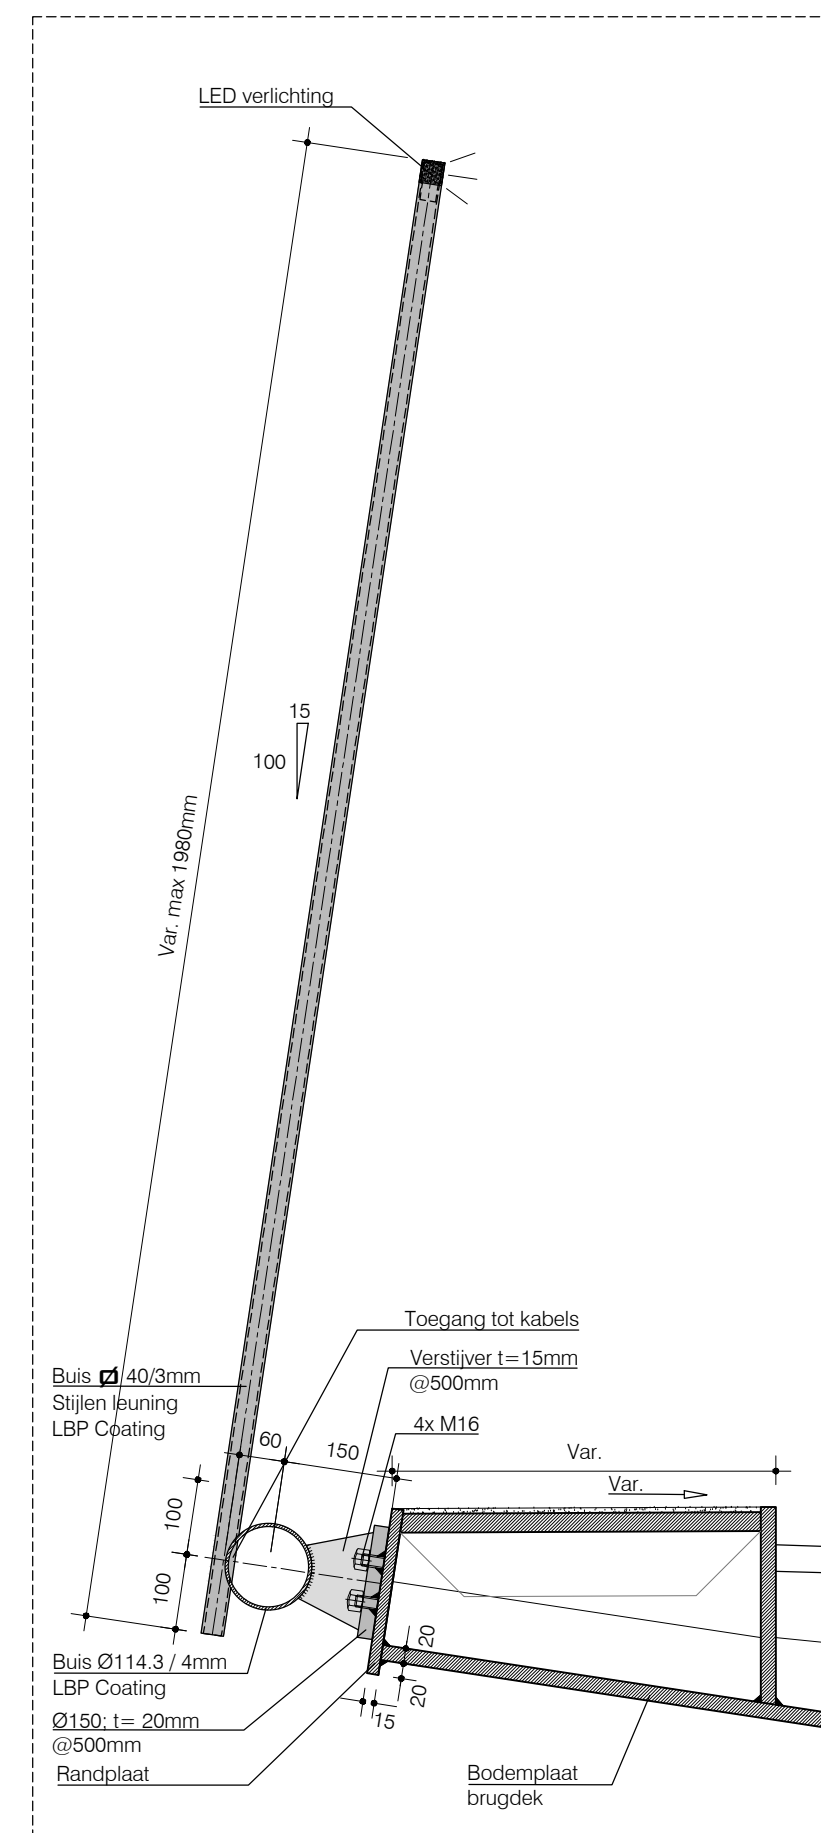 LED verlichting
15
100
Var. max 1980mm
Toegang tot kabels
Verstijver t=15mm
@500mm
Buis 40/3mm
Stijlen leuning
LBP Coating
4x M16
60
150
Var.
Var.
100
100
20
20
15
Buis Ø114.3 / 4mm
LBP Coating
Ø150; t= 20mm
@500mm
Randplaat
Bodemplaat
brugdek